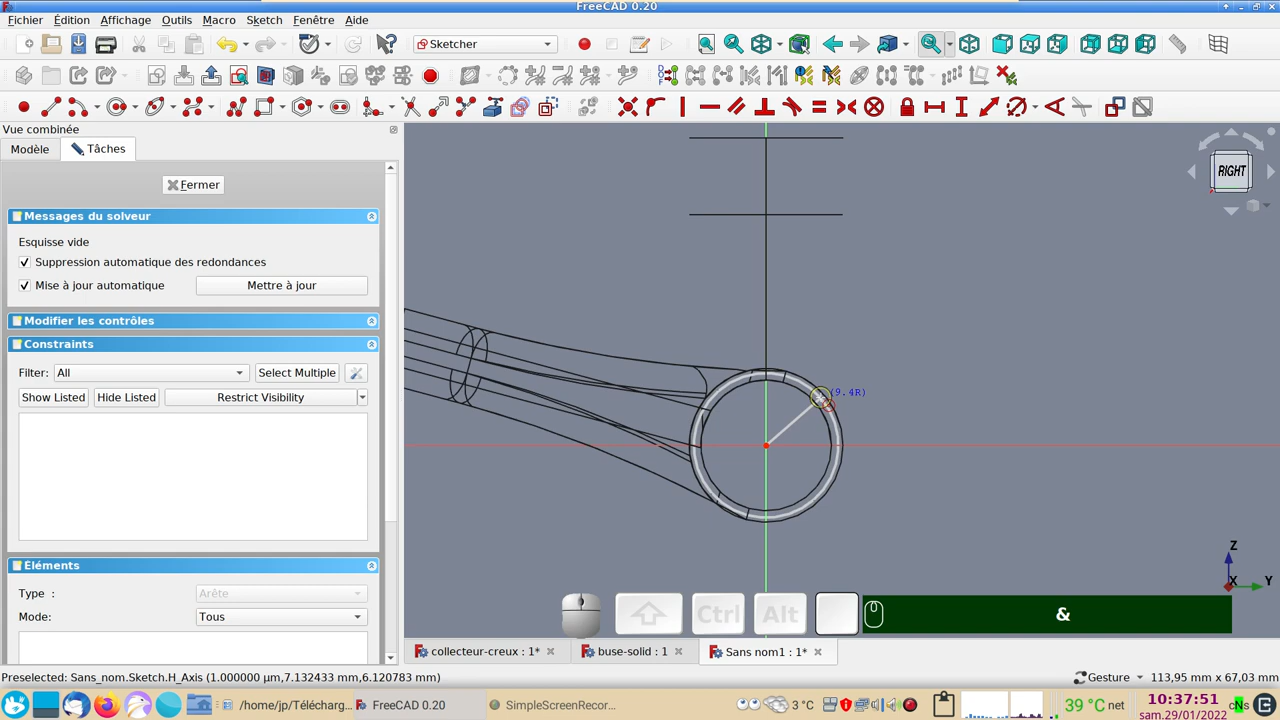 FreeCAD 0.20
Fichier Édition Affichage Outils Macro Sketch Fenêtre Aide
Sketcher
Vue combinée
Modèle Tâches
Fermer
RIGHT
Messages du solveur
Esquisse vide
Suppression automatique des redondances
Mise à jour automatique Mettre à jour
Modifier les contrôles
Constraints
Filter: All Select Multiple
Show Listed Hide Listed Restrict Visibility
(9.4R)
Éléments
Type : Arête
Mode: Tous
Z
X Y
Ctrl Alt &
collecteur-creux : 1* buse-solid : 1 Sans nom1 : 1*
Preselected: Sans_nom.Sketch.H_Axis (1.000000 µm,7.132433 mm,6.120783 mm) Gesture 113,95 mm x 67,03 mm
/home/jp/Télécharg... FreeCAD 0.20 SimpleScreenRecor... 3 °C 39 °C net 10:37:51
sam.29/01/2022